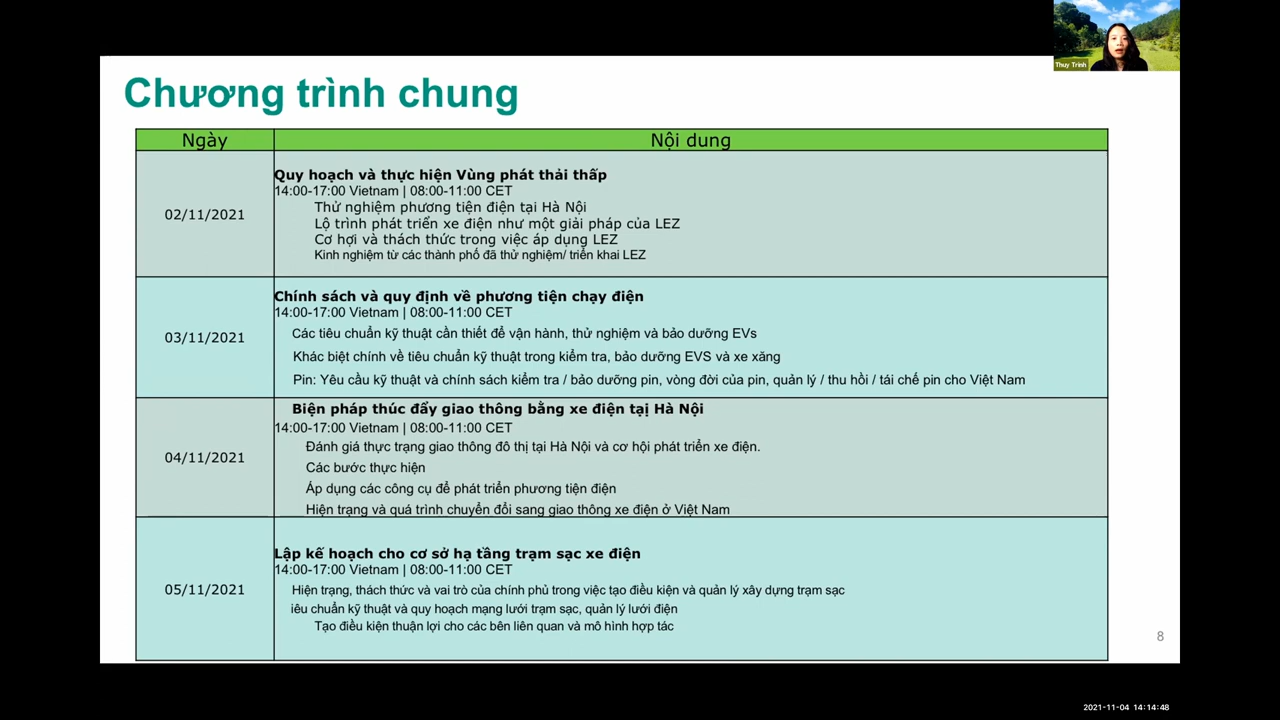 Thuy Trinh
Chương trình chung
Ngày
Nội dung
02/11/2021
Quy hoạch và thực hiện Vùng phát thải thấp
14:00-17:00 Vietnam | 08:00-11:00 CET
Thử nghiệm phương tiện điện tại Hà Nội
Lộ trình phát triển xe điện như một giải pháp của LEZ
Cơ hợi và thách thức trong việc áp dụng LEZ
Kinh nghiệm từ các thành phố đã thử nghiệm/ triển khai LEZ
03/11/2021
Chính sách và quy định về phương tiện chạy điện
14:00-17:00 Vietnam | 08:00-11:00 CET
Các tiêu chuẩn kỹ thuật cần thiết để vận hành, thử nghiệm và bảo dưỡng EVs
Khác biệt chính về tiêu chuẩn kỹ thuật trong kiểm tra, bảo dưỡng EVS và xe xăng
Pin: Yêu cầu kỹ thuật và chính sách kiểm tra / bảo dưỡng pin, vòng đời của pin, quản lý / thu hồi / tái chế pin cho Việt Nam
04/11/2021
Biện pháp thúc đẩy giao thông bằng xe điện tại Hà Nội
14:00-17:00 Vietnam | 08:00-11:00 CET
Đánh giá thực trạng giao thông đô thị tại Hà Nội và cơ hội phát triển xe điện.
Các bước thực hiện
Áp dụng các công cụ để phát triển phương tiện điện
Hiện trạng và quá trình chuyển đổi sang giao thông xe điện ở Việt Nam
05/11/2021
Lập kế hoạch cho cơ sở hạ tầng trạm sạc xe điện
14:00-17:00 Vietnam | 08:00-11:00 CET
Hiện trạng, thách thức và vai trò của chính phủ trong việc tạo điều kiện và quản lý xây dựng trạm sạc
iêu chuẩn kỹ thuật và quy hoạch mạng lưới trạm sạc, quản lý lưới điện
Tạo điều kiện thuận lợi cho các bên liên quan và mô hình hợp tác
8
2021-11-04 14:14:48